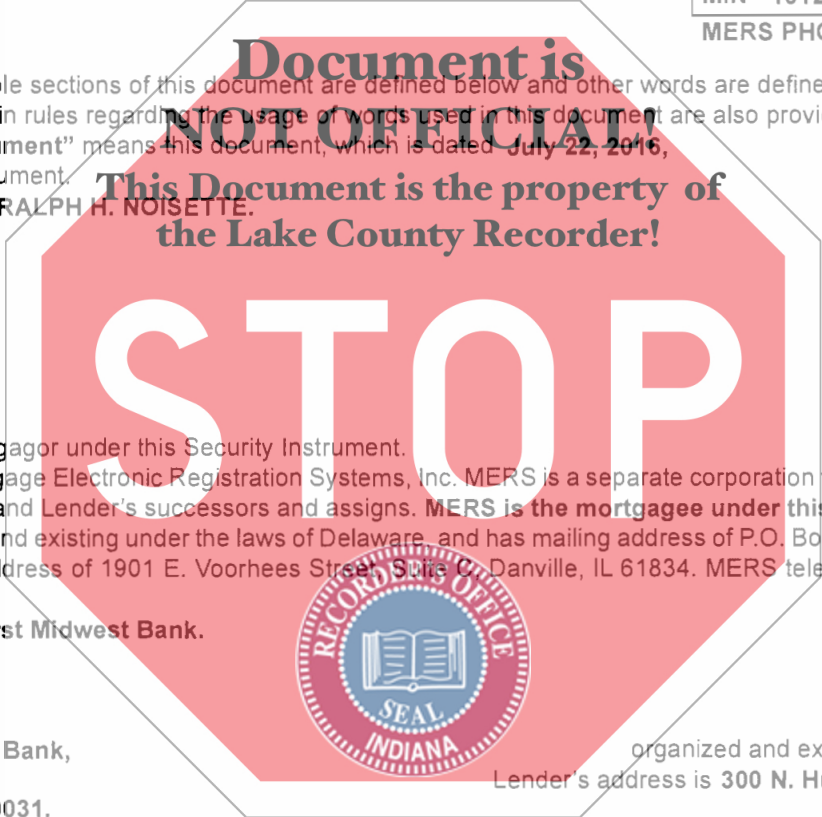 MIN
MERS PHO
Document is
le sections of this document are defined below and other words are define
in rules regarding the usage of words used in this document are also provi
NOT OFFICIAL!
ment" means this document, which is dated July 22, 2016,
ument.
This Document is the property of
RALPH H. NOISETTE.
the Lake County Recorder!
STOP
gagor under this Security Instrument.
gage Electronic Registration Systems, Inc. MERS is a separate corporation
and Lender's successors and assigns. MERS is the mortgagee under this
nd existing under the laws of Delaware, and has mailing address of P.O. Bo
dress of 1901 E. Voorhees Street, Suite C, Danville, IL 61834. MERS tele
RECORDER'S OFFICE
st Midwest Bank.
SEAL
INDIANA
Bank,
organized and ex
Lender's address is 300 N. H
0031.